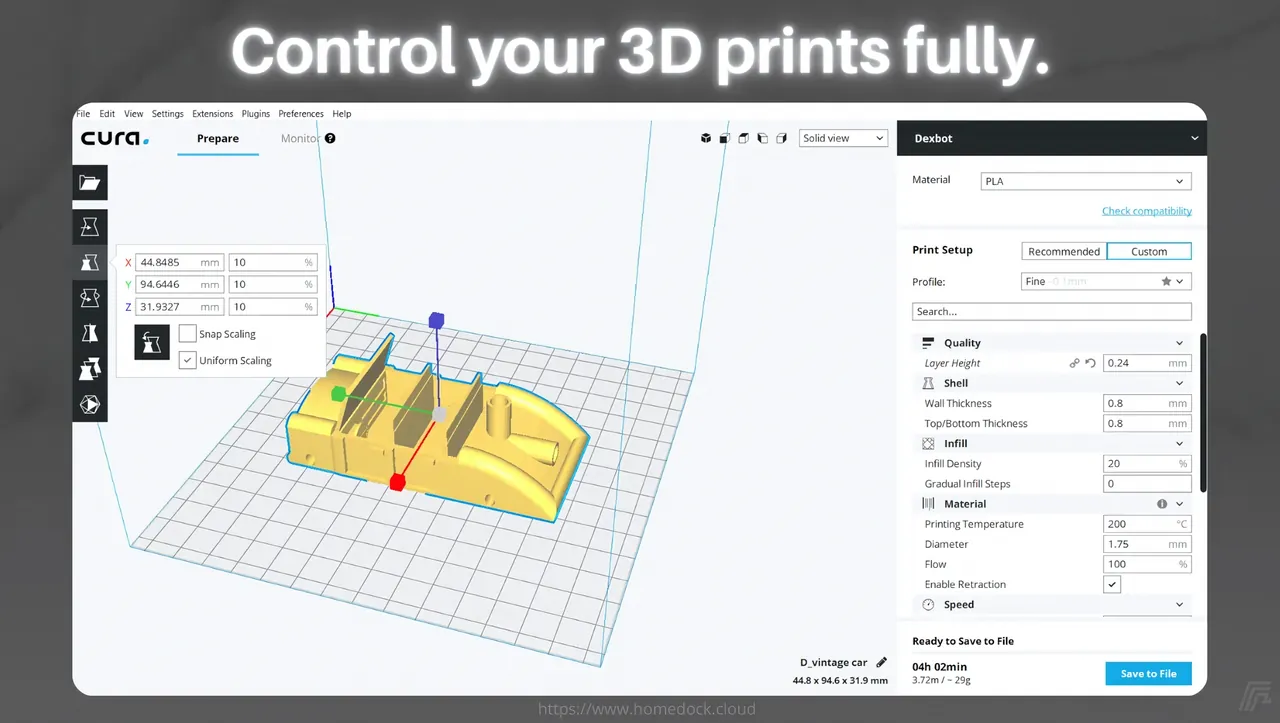 Control your 3D prints fully.
File Edit View Settings Extensions Plugins Preferences Help
cura.
Prepare
Monitor
?
Solid view
Dexbot
Material
PLA
Check compatibility
Print Setup
Recommended
Custom
Profile:
Fine 0.1mm
Search...
X 44.8485 mm 10 %
Y 94.6446 mm 10 %
Z 31.9327 mm 10 %
Snap Scaling
Uniform Scaling
Quality
Layer Height 0.24 mm
Shell
Wall Thickness 0.8 mm
Top/Bottom Thickness 0.8 mm
Infill
Infill Density 20 %
Gradual Infill Steps 0
Material
Printing Temperature 200 °C
Diameter 1.75 mm
Flow 100 %
Enable Retraction
Speed
D_vintage car
44.8 x 94.6 x 31.9 mm
Ready to Save to File
04h 02min
3.72m / ~ 29g
Save to File
https://www.homedock.cloud